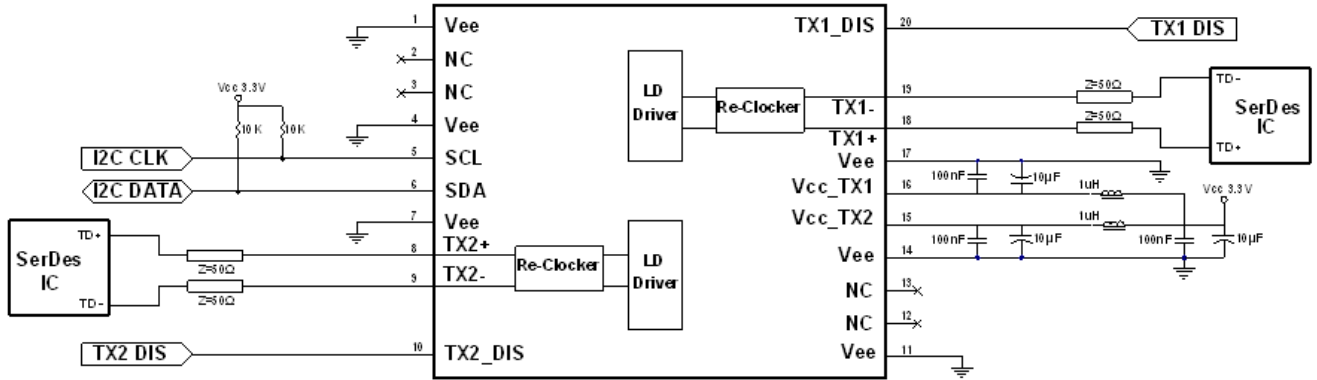 1
Vee
2
NC
3
NC
4
Vee
5
SCL
6
SDA
7
Vee
8
TX2+
9
TX2-
10
TX2_DIS
Vcc 3.3V
10K
10K
I2C CLK
I2C DATA
SerDes
IC
TD+
TD-
Z=50Ω
Z=50Ω
TX2 DIS
LD
Driver
Re-Clocker
Re-Clocker
LD
Driver
TX1_DIS
20
TX1 DIS
TX1-
19
Z=50Ω
TX1+
18
Z=50Ω
TD-
TD+
SerDes
IC
Vee
17
100nF
10µF
Vcc_TX1
16
1uH
Vcc 3.3V
Vcc_TX2
15
1uH
100nF
10µF
100nF
10µF
Vee
14
NC
13
NC
12
Vee
11